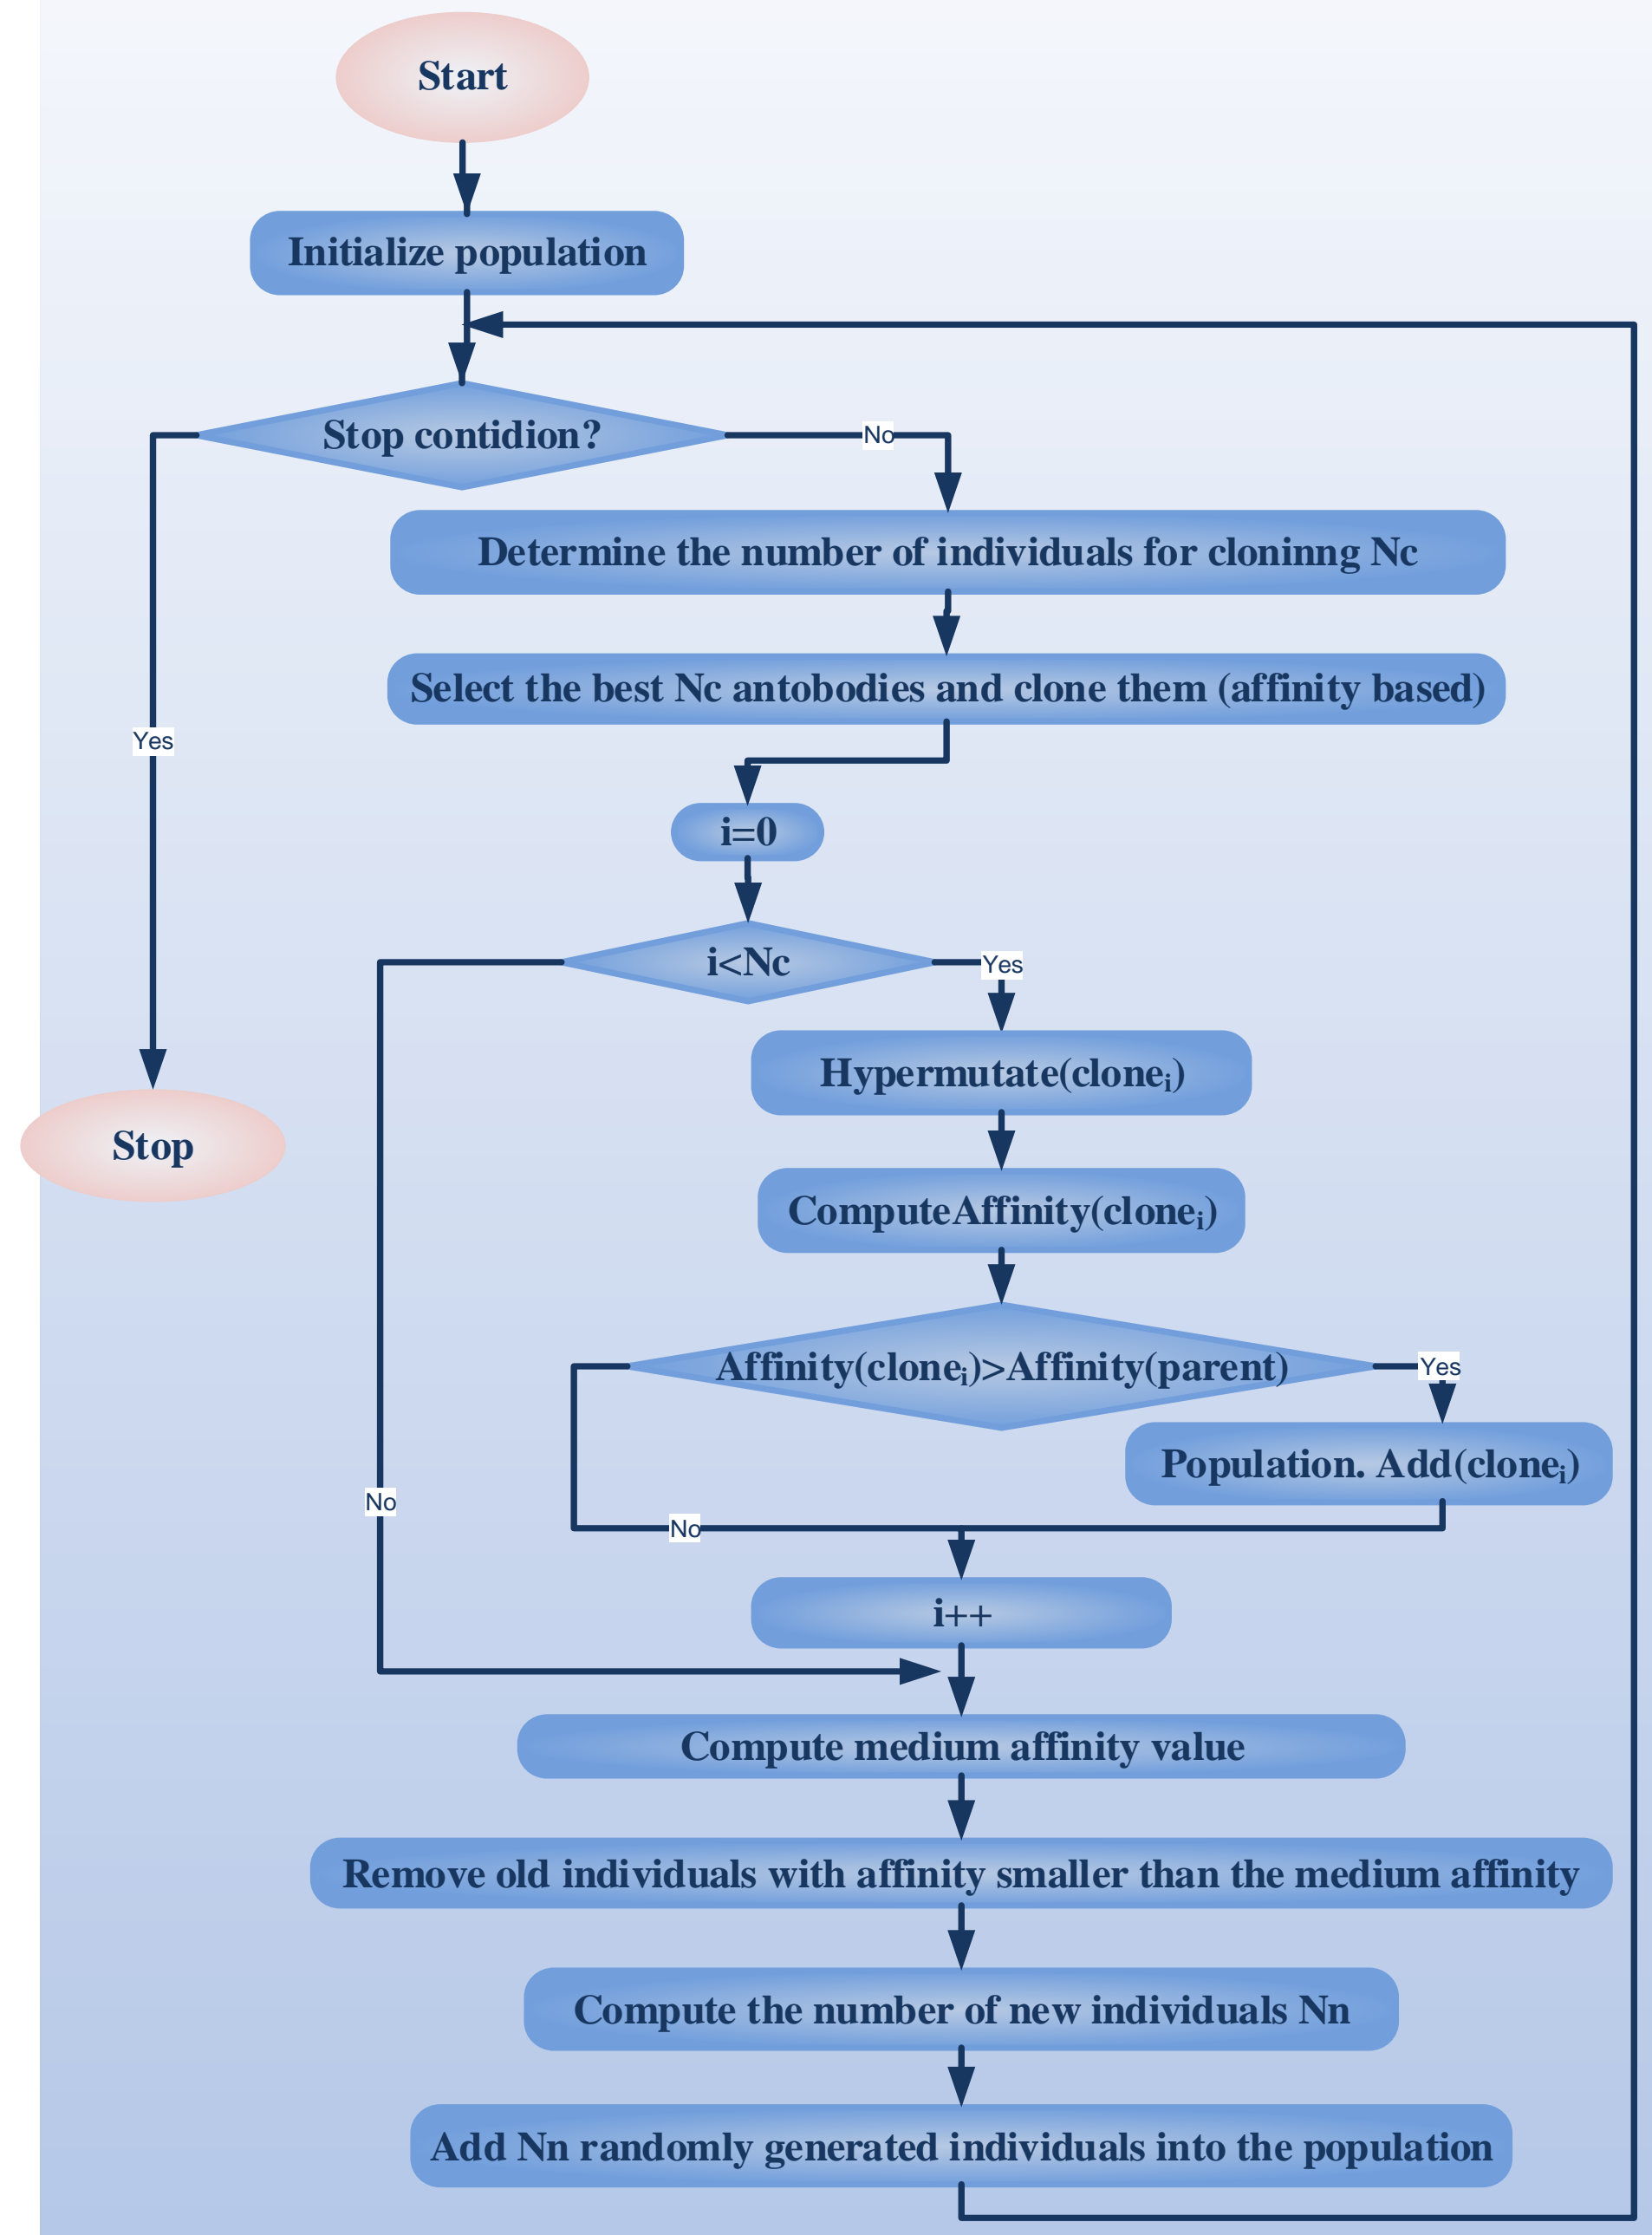 Start
Initialize population
Stop contidion?
No
Determine the number of individuals for cloninng Nc
Select the best Nc antobodies and clone them (affinity based)
Yes
i=0
i<Nc
Yes
Hypermutate(cloneᵢ)
Stop
ComputeAffinity(cloneᵢ)
Affinity(cloneᵢ)>Affinity(parent)
Yes
Population. Add(cloneᵢ)
No
No
i++
Compute medium affinity value
Remove old individuals with affinity smaller than the medium affinity
Compute the number of new individuals Nn
Add Nn randomly generated individuals into the population